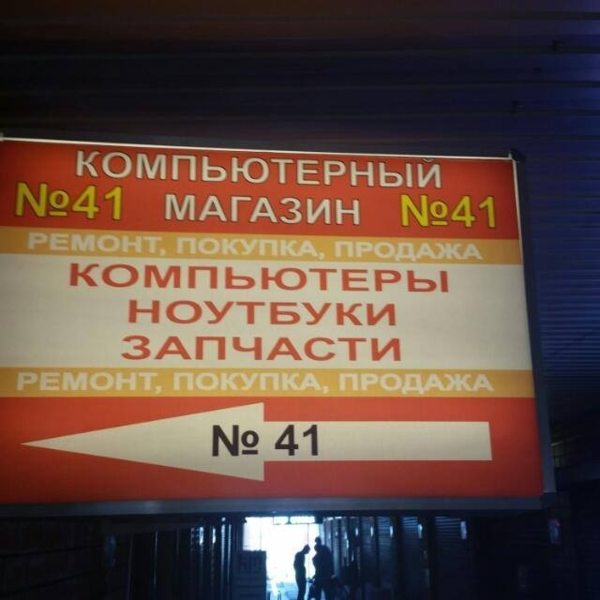 КОМПЬЮТЕРНЫЙ
№41 МАГАЗИН №41
РЕМОНТ, ПОКУПКА, ПРОДАЖА
КОМПЬЮТЕРЫ
НОУТБУКИ
ЗАПЧАСТИ
РЕМОНТ, ПОКУПКА, ПРОДАЖА
№ 41